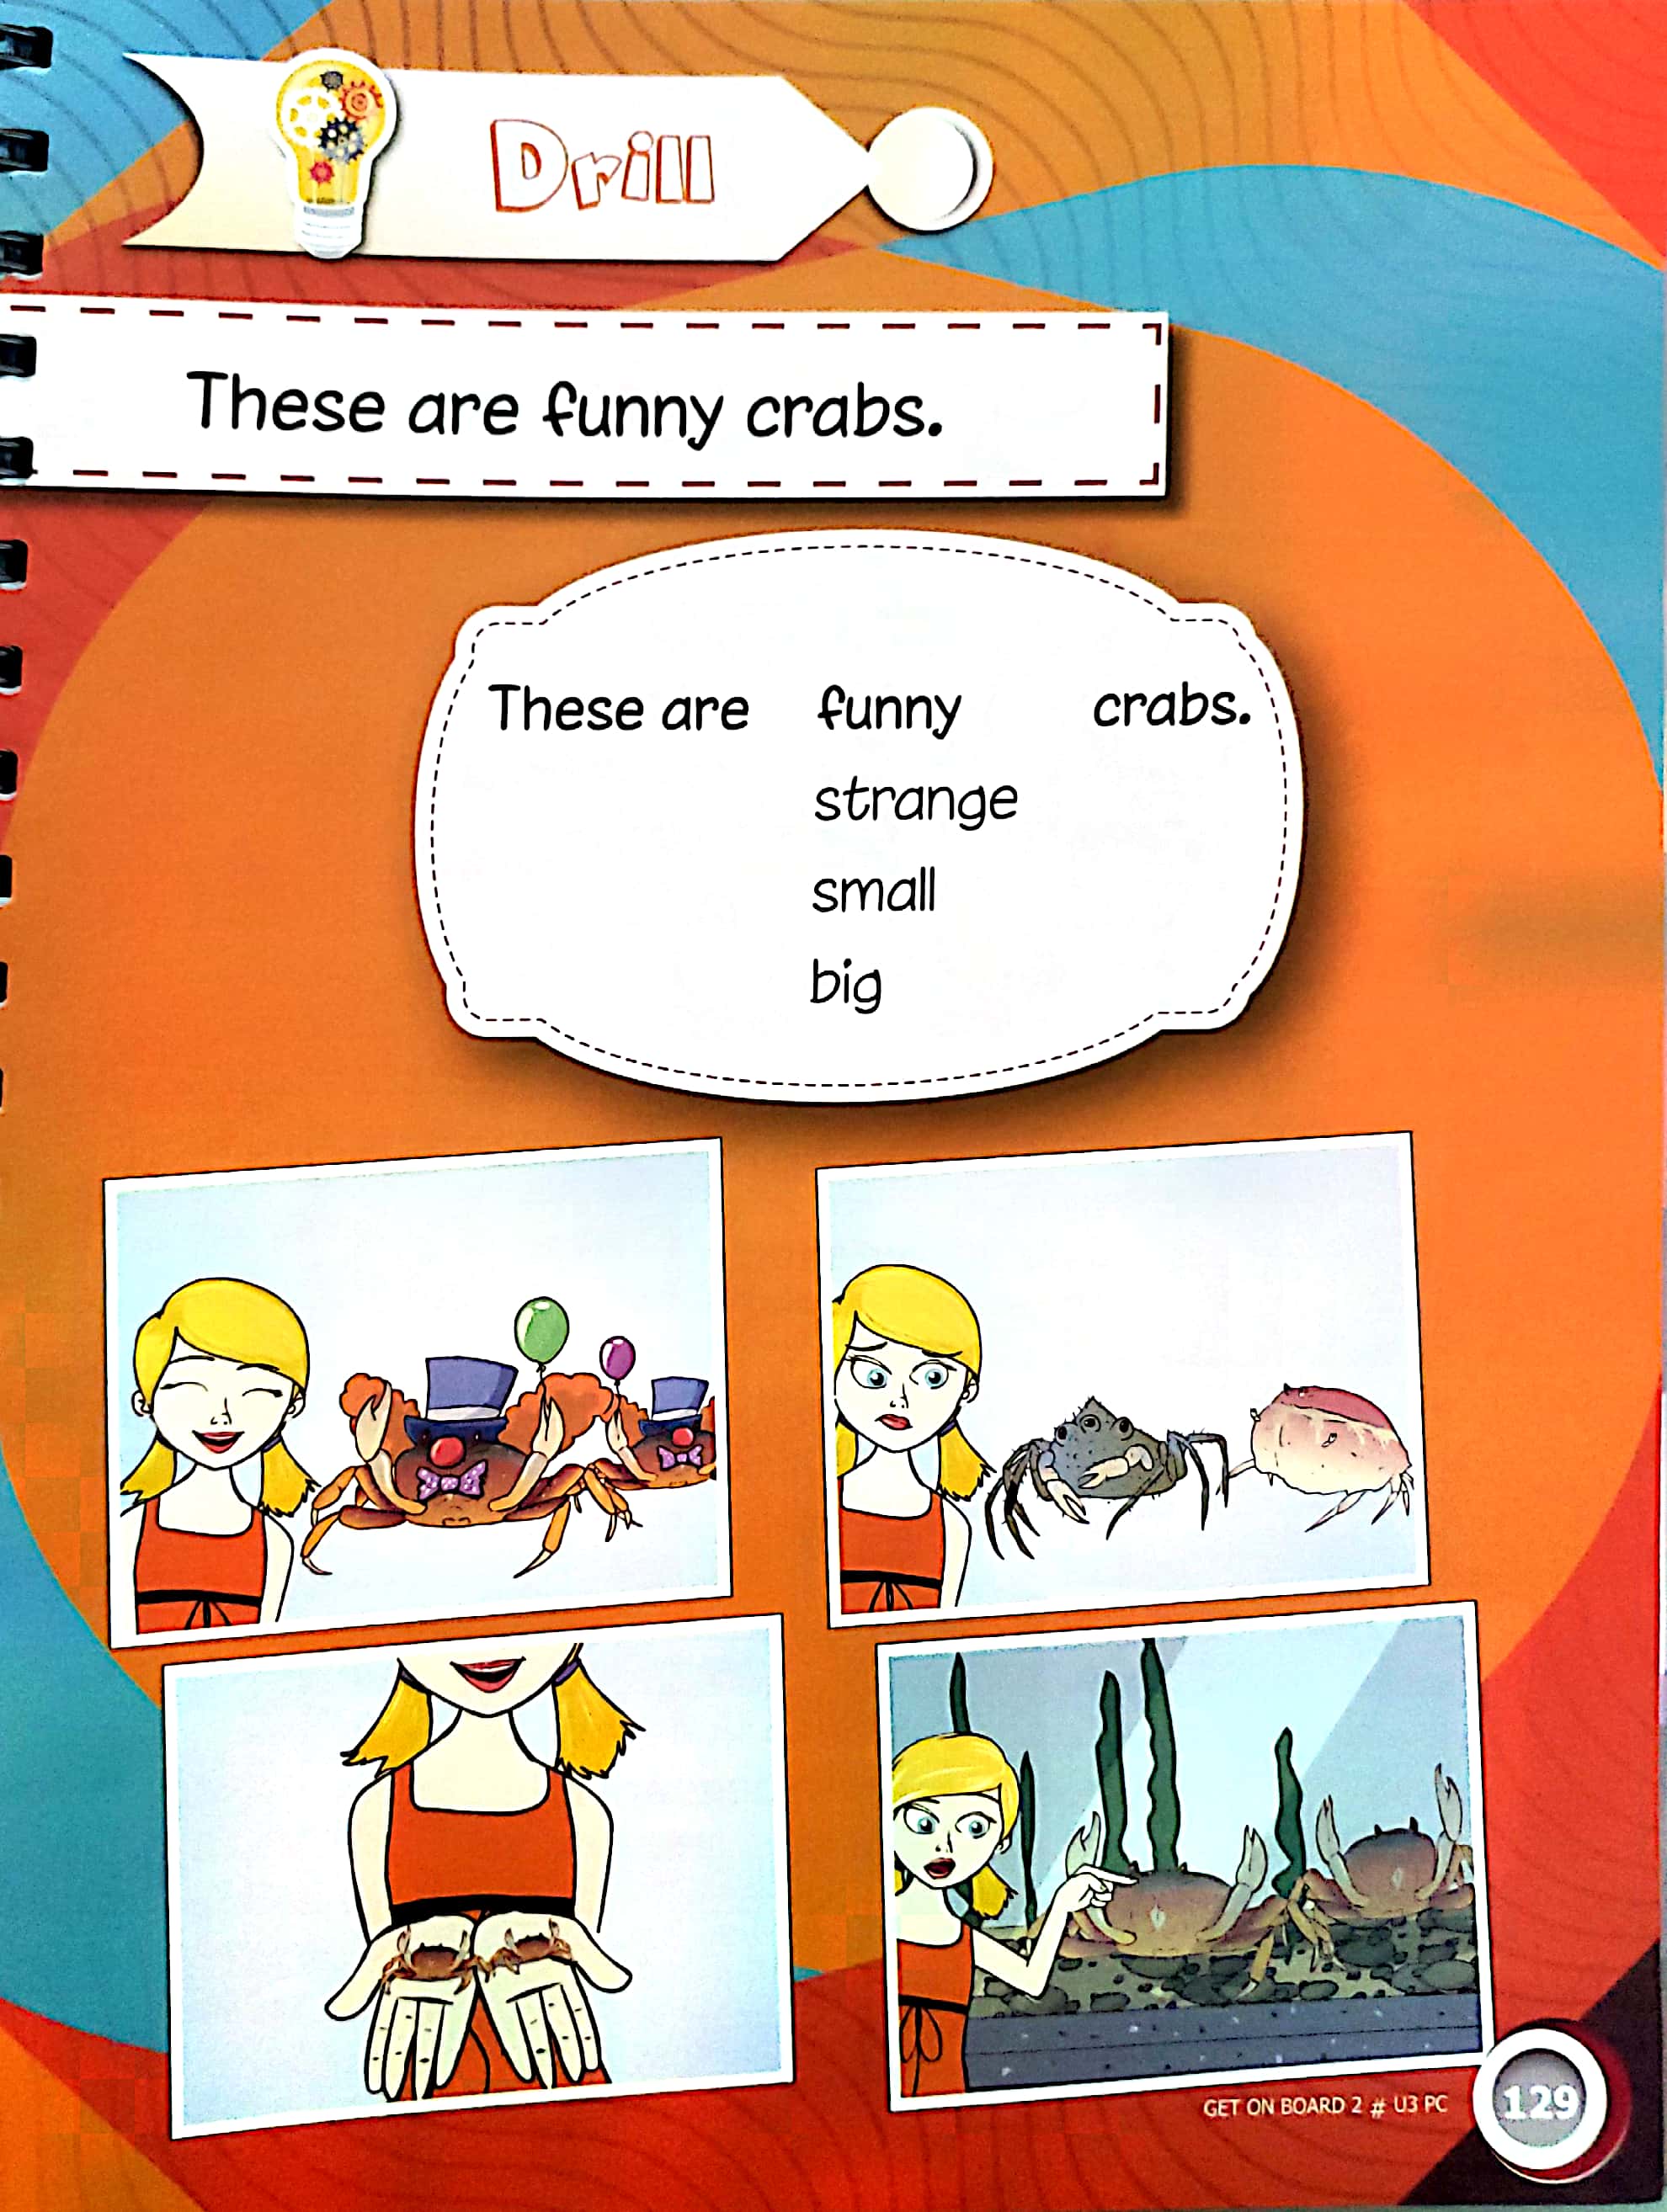 Drill
These are funny crabs.
These are funny crabs.
strange
small
big
GET ON BOARD 2 # U3 PC
129